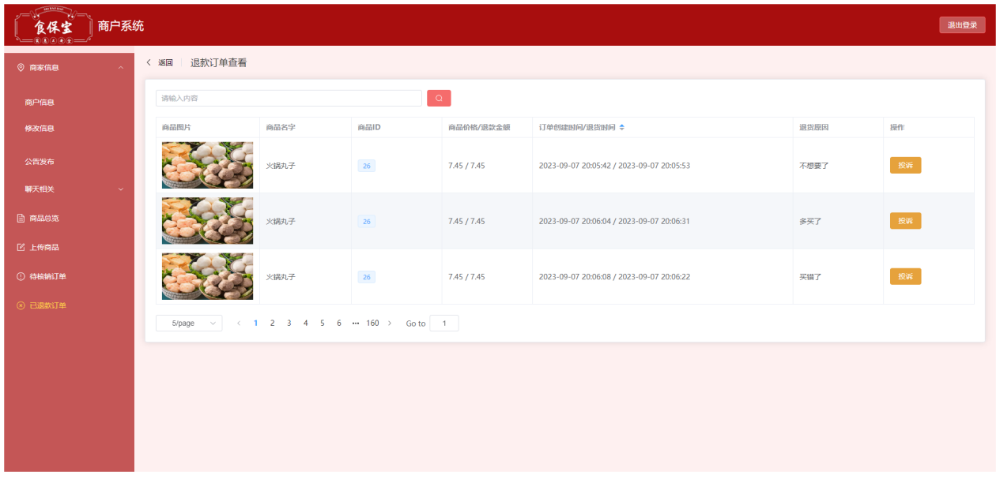 食保宝
商户系统
退出登录
商家信息
商户信息
修改信息
公告发布
聊天相关
商品总览
上传商品
待核销订单
已退款订单
返回
退款订单查看
请输入内容
商品图片 商品名字 商品ID 商品价格/退款金额 订单创建时间/退货时间 退货原因 操作
火锅丸子 26 7.45 / 7.45 2023-09-07 20:05:42 / 2023-09-07 20:05:53 不想要了 投诉
火锅丸子 26 7.45 / 7.45 2023-09-07 20:06:04 / 2023-09-07 20:06:31 多买了 投诉
火锅丸子 26 7.45 / 7.45 2023-09-07 20:06:08 / 2023-09-07 20:06:22 买错了 投诉
5/page 1 2 3 4 5 6 ••• 160 Go to 1